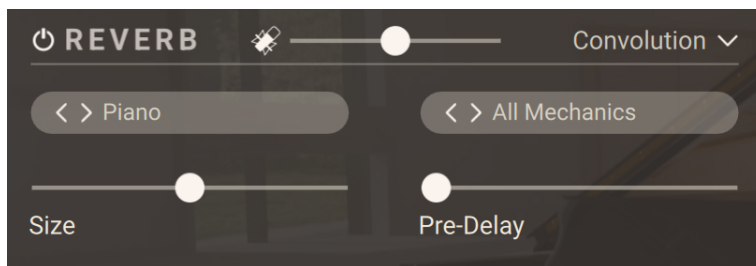 REVERB
Convolution
Piano
All Mechanics
Size
Pre-Delay